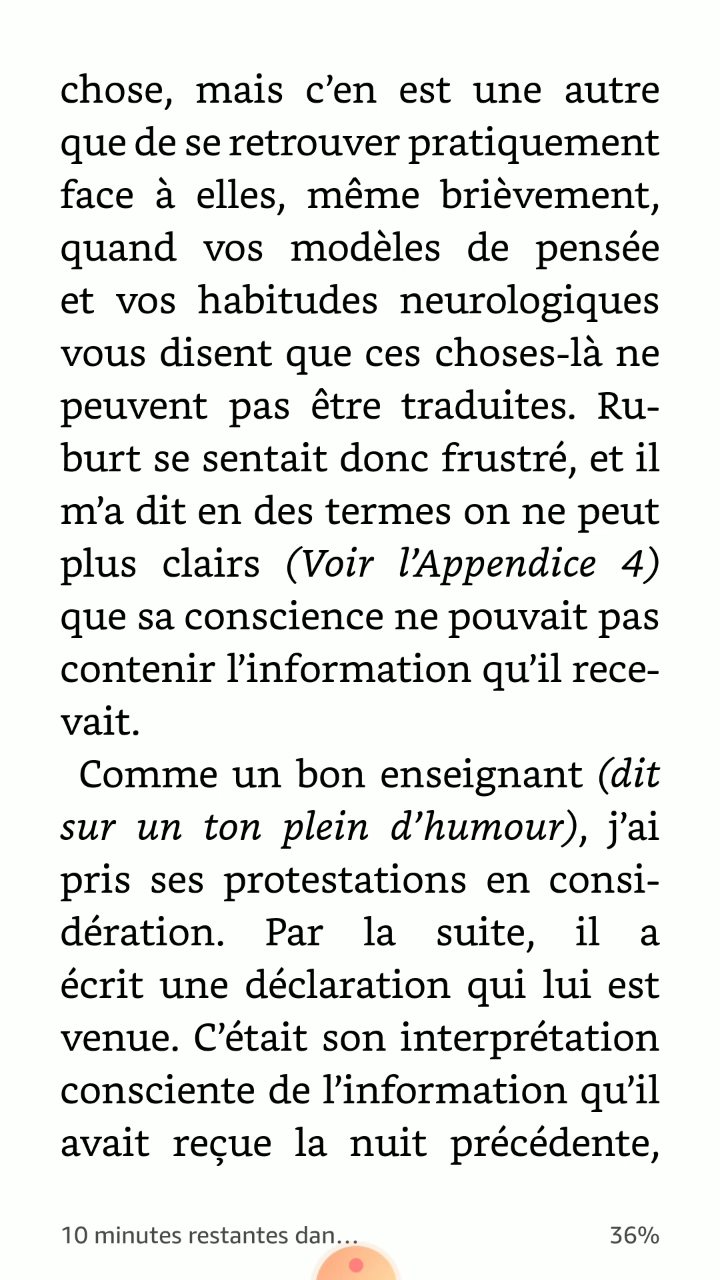 chose, mais c’en est une autre
que de se retrouver pratiquement
face à elles, même brièvement,
quand vos modèles de pensée
et vos habitudes neurologiques
vous disent que ces choses-là ne
peuvent pas être traduites. Ru-
burt se sentait donc frustré, et il
m’a dit en des termes on ne peut
plus clairs (Voir l’Appendice 4)
que sa conscience ne pouvait pas
contenir l’information qu’il rece-
vait.
Comme un bon enseignant (dit
sur un ton plein d’humour), j’ai
pris ses protestations en consi-
dération. Par la suite, il a
écrit une déclaration qui lui est
venue. C’était son interprétation
consciente de l’information qu’il
avait reçue la nuit précédente,
10 minutes restantes dan… 36%